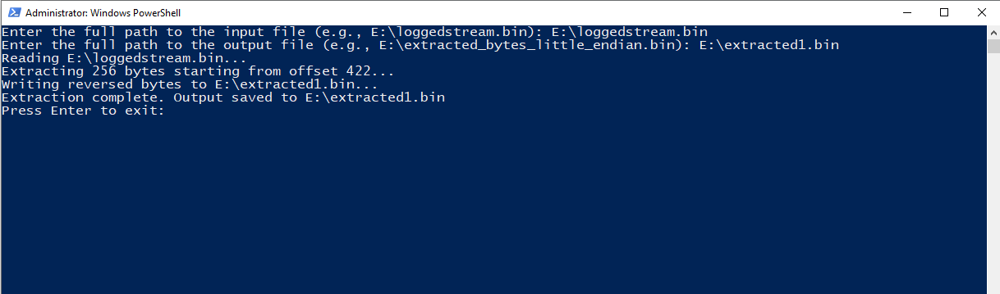 Administrator: Windows PowerShell
Enter the full path to the input file (e.g., E:\loggedstream.bin): E:\loggedstream.bin
Enter the full path to the output file (e.g., E:\extracted_bytes_little_endian.bin): E:\extracted1.bin
Reading E:\loggedstream.bin...
Extracting 256 bytes starting from offset 422...
Writing reversed bytes to E:\extracted1.bin...
Extraction complete. Output saved to E:\extracted1.bin
Press Enter to exit: